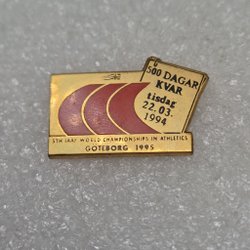 500 DAGAR
KVAR
tisdag
22.03.
1994
5TH IAAF WORLD CHAMPIONSHIPS IN ATHLETICS
GÖTEBORG 1995